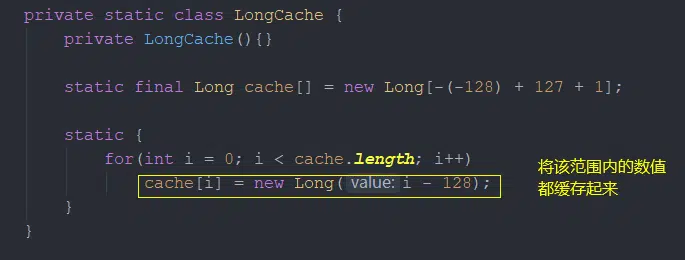 private static class LongCache {
private LongCache(){}
static final Long cache[] = new Long[-(-128) + 127 + 1];
static {
for(int i = 0; i < cache.length; i++)
cache[i] = new Long( value: i - 128);
将该范围内的数值
都缓存起来
}
}